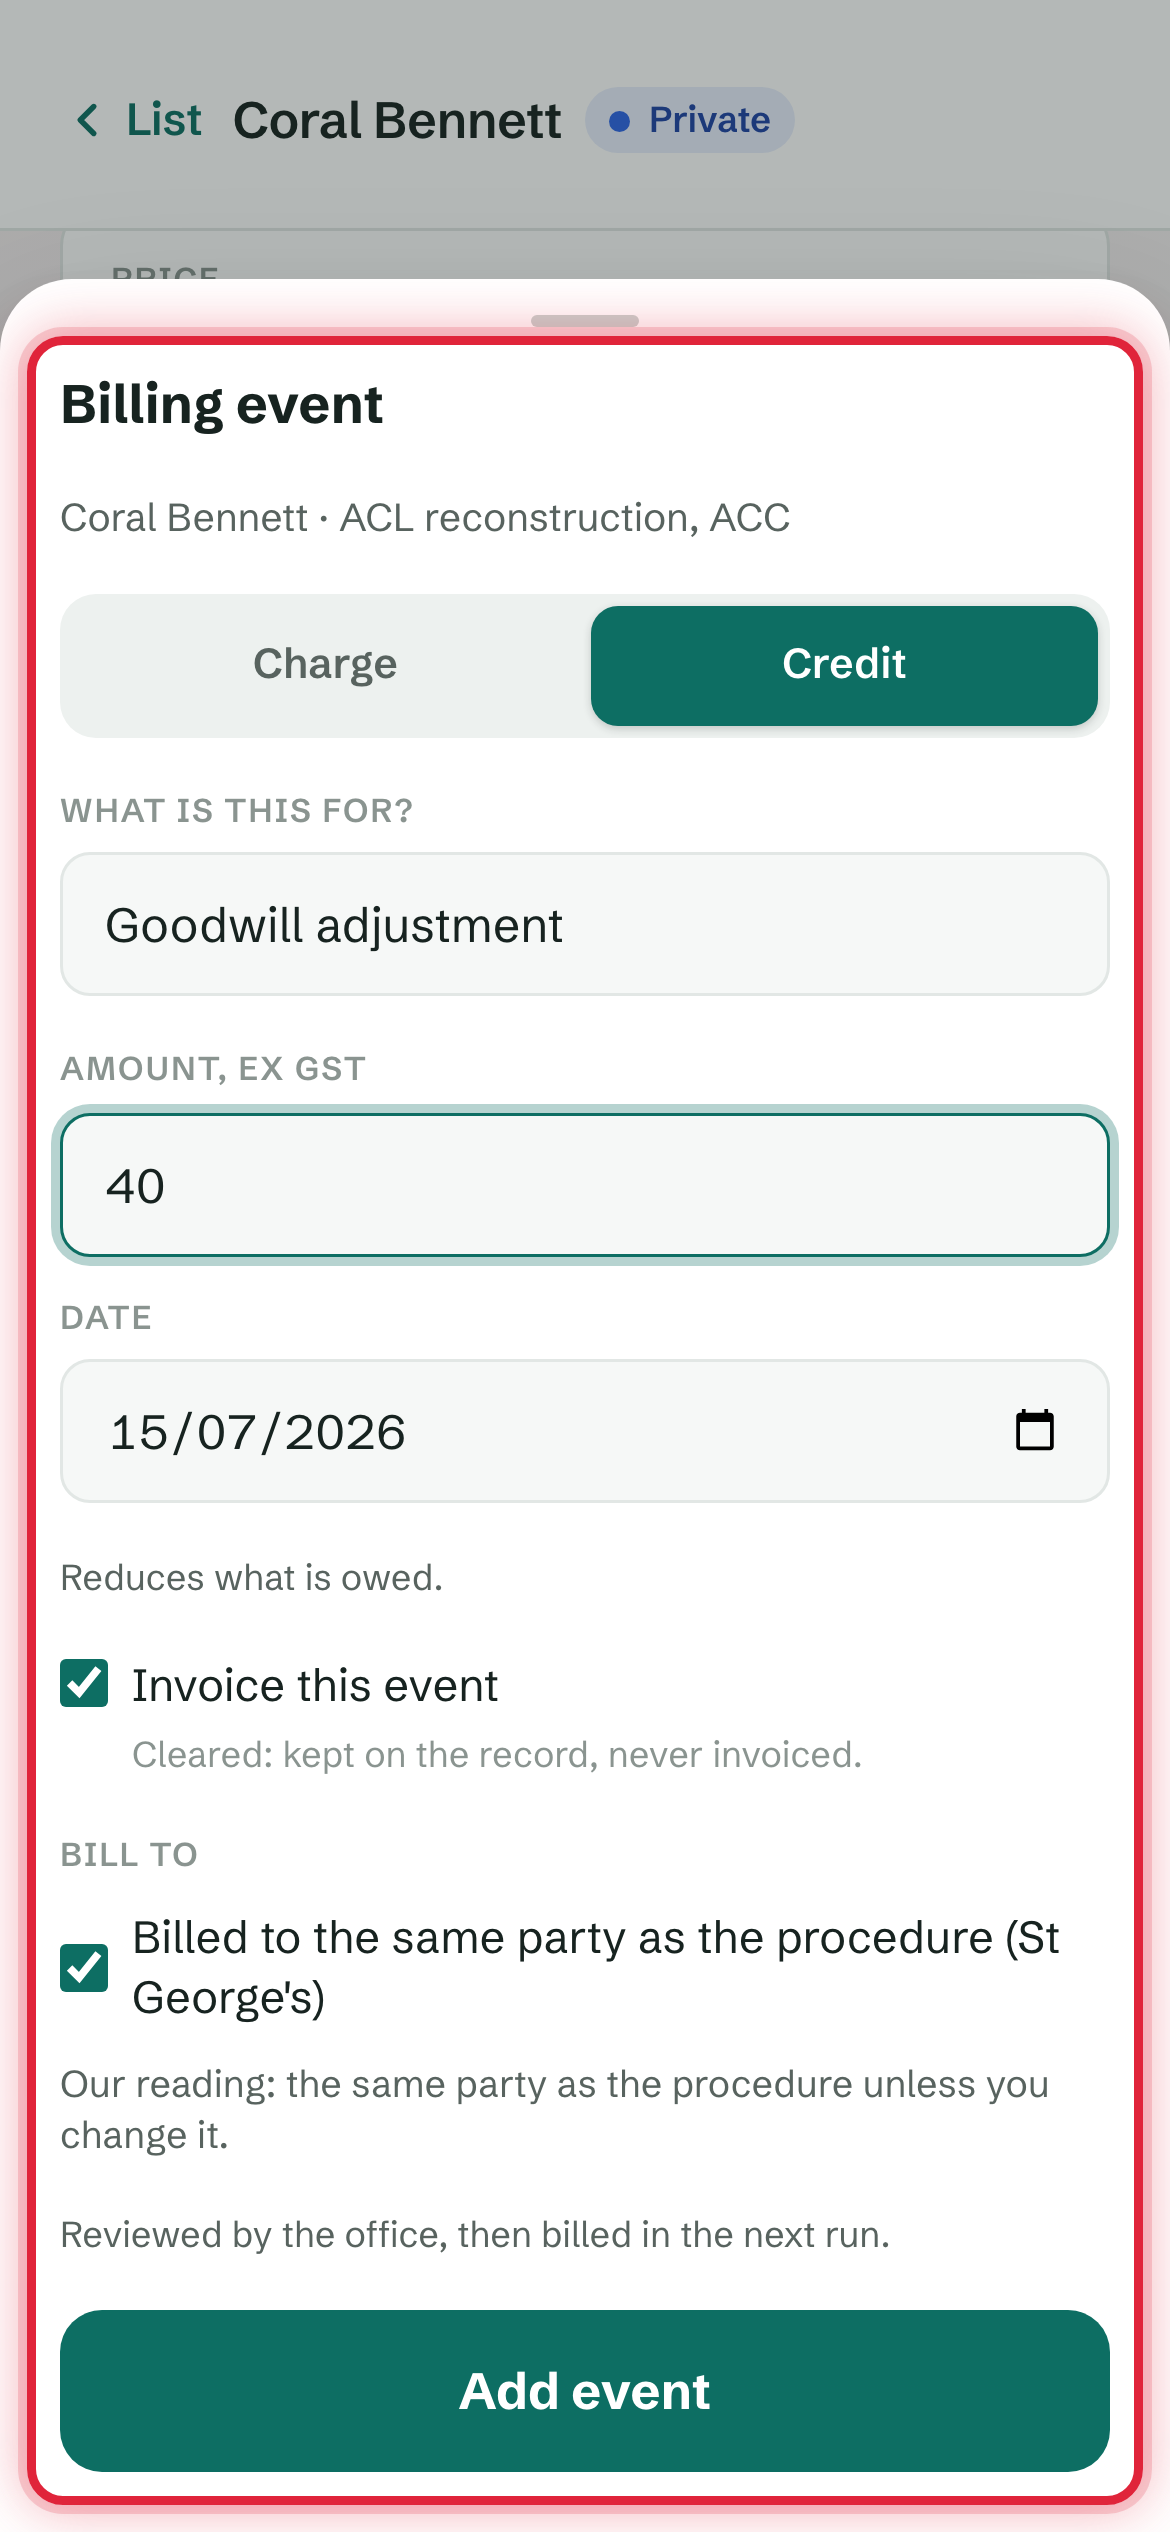 List Coral Bennett Private
PRICE
Billing event
Coral Bennett · ACL reconstruction, ACC
Charge Credit
WHAT IS THIS FOR?
Goodwill adjustment
AMOUNT, EX GST
40
DATE
15/07/2026
Reduces what is owed.
Invoice this event
Cleared: kept on the record, never invoiced.
BILL TO
Billed to the same party as the procedure (St
George's)
Our reading: the same party as the procedure unless you
change it.
Reviewed by the office, then billed in the next run.
Add event